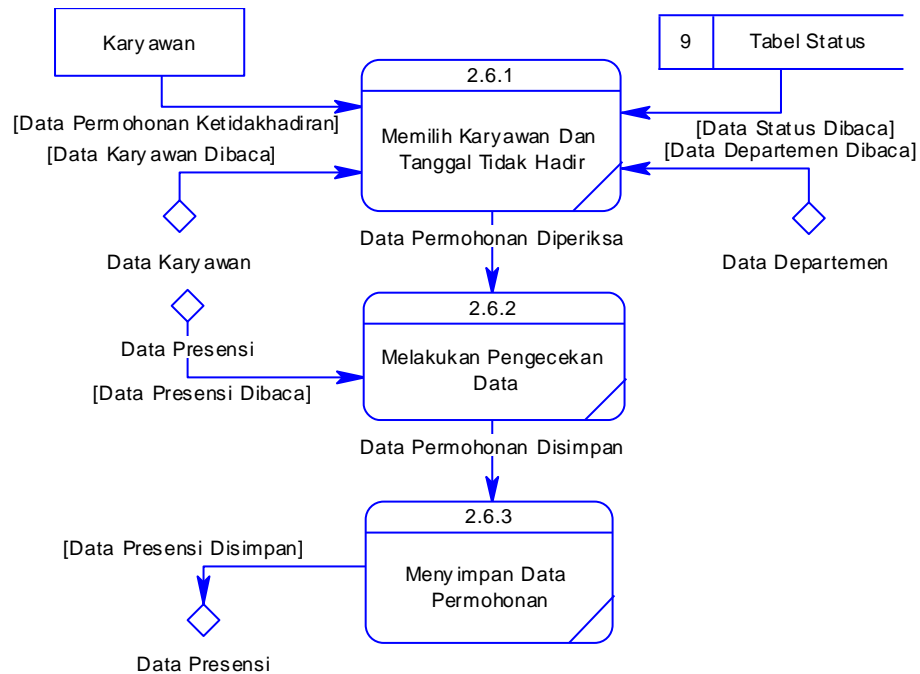 Karyawan
9 Tabel Status
2.6.1
Memilih Karyawan Dan
Tanggal Tidak Hadir
[Data Permohonan Ketidakhadiran]
[Data Karyawan Dibaca]
[Data Status Dibaca]
[Data Departemen Dibaca]
Data Permohonan Diperiksa
Data Karyawan
Data Departemen
2.6.2
Melakukan Pengecekan
Data
Data Presensi
[Data Presensi Dibaca]
Data Permohonan Disimpan
2.6.3
Menyimpan Data
Permohonan
[Data Presensi Disimpan]
Data Presensi